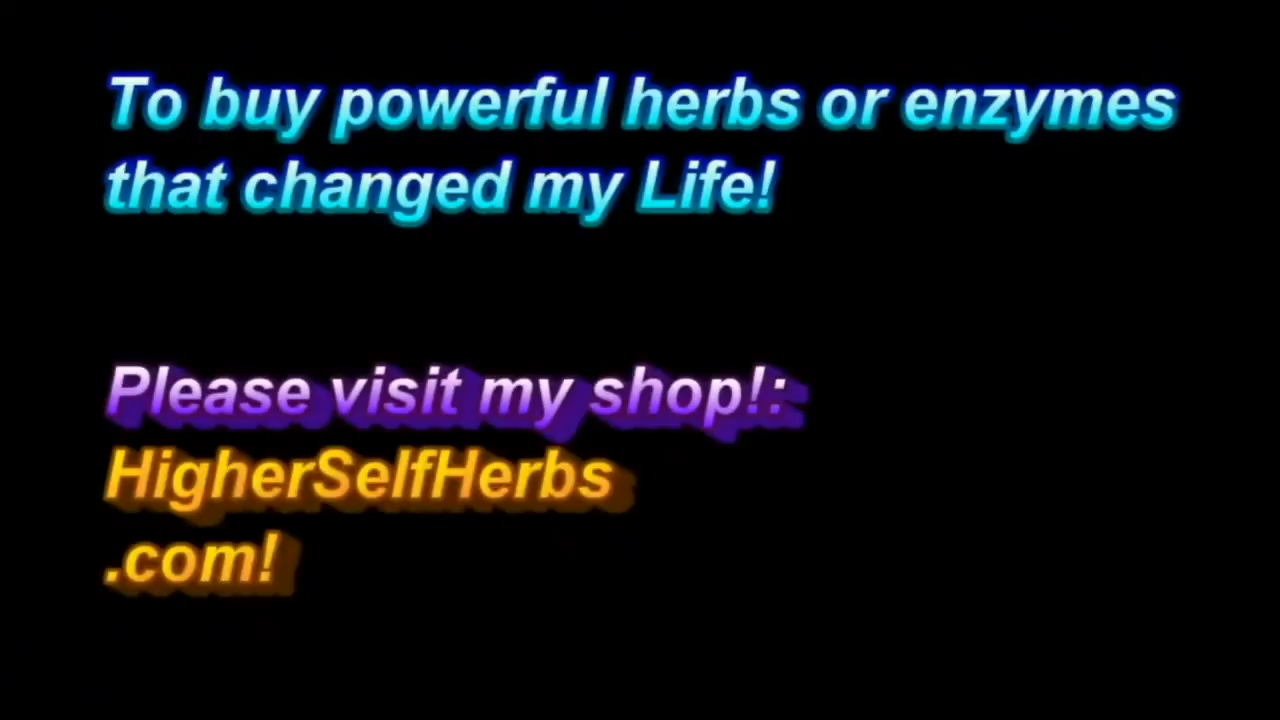 To buy powerful herbs or enzymes
that changed my Life!
Please visit my shop!:
HigherSelfHerbs
.com!